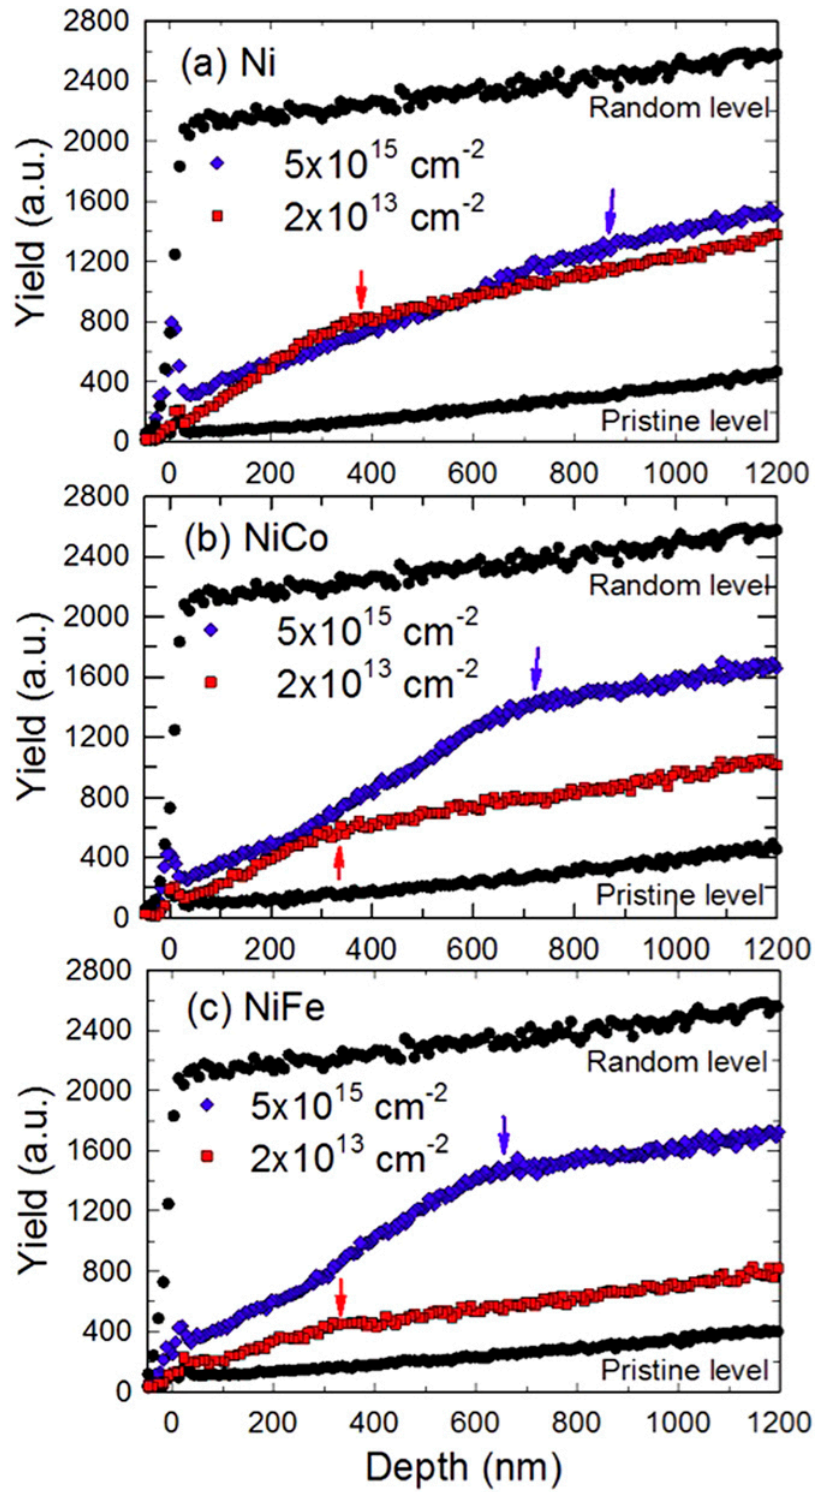 (a) Ni
Random level
5x10¹⁵ cm⁻²
2x10¹³ cm⁻²
Pristine level
Yield (a.u.)
2800
2400
2000
1600
1200
800
400
0
0 200 400 600 800 1000 1200
(b) NiCo
Random level
5x10¹⁵ cm⁻²
2x10¹³ cm⁻²
Pristine level
Yield (a.u.)
2800
2400
2000
1600
1200
800
400
0
0 200 400 600 800 1000 1200
(c) NiFe
Random level
5x10¹⁵ cm⁻²
2x10¹³ cm⁻²
Pristine level
Yield (a.u.)
2800
2400
2000
1600
1200
800
400
0
0 200 400 600 800 1000 1200
Depth (nm)